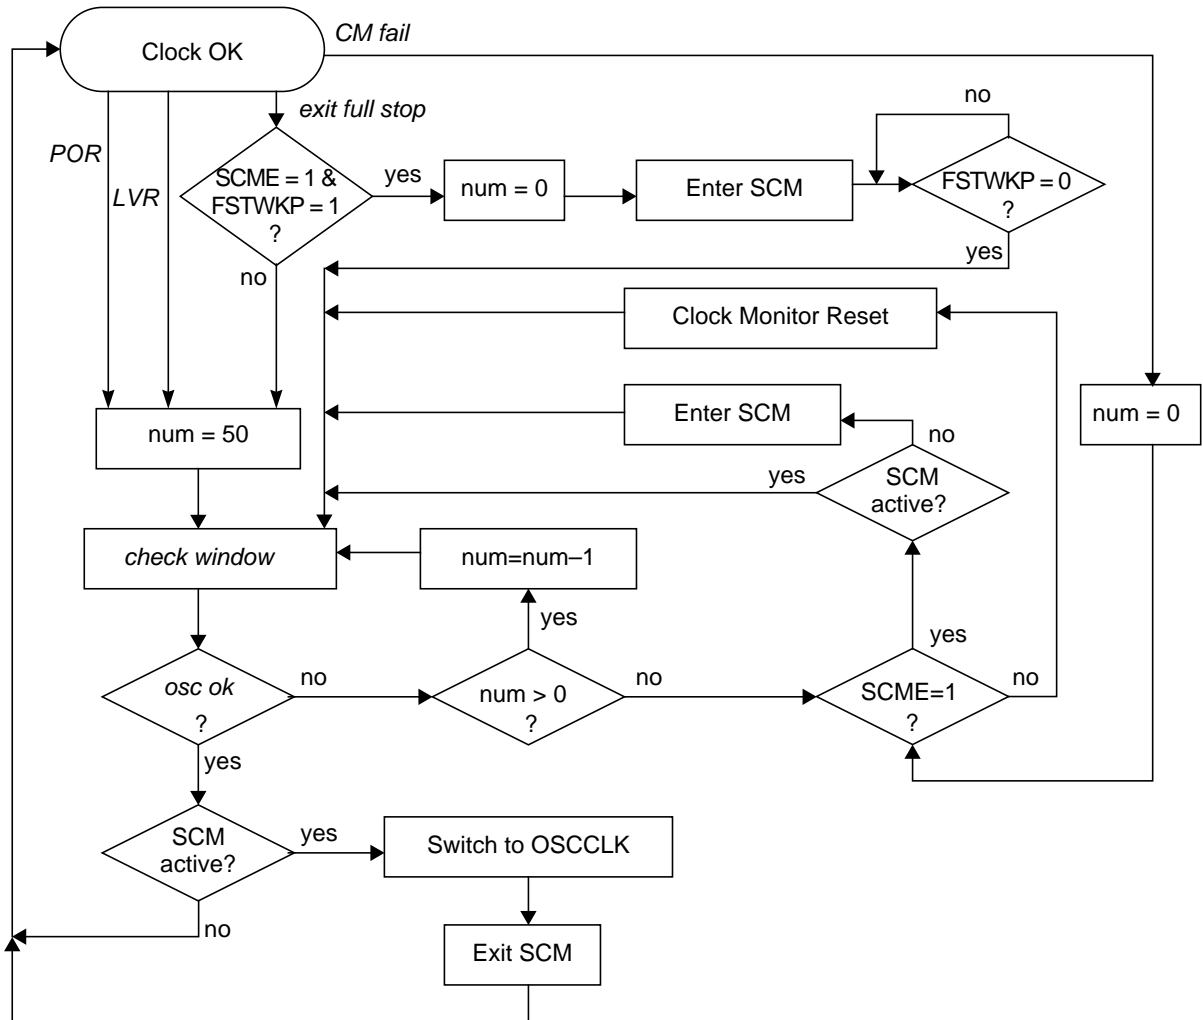 CM fail
Clock OK
exit full stop
no
POR
SCME = 1 &
FSTWKP = 1
?
yes
num = 0
Enter SCM
FSTWKP = 0
?
LVR
no
yes
Clock Monitor Reset
num = 50
Enter SCM
num = 0
no
yes
SCM
active?
check window
num=num–1
yes
yes
osc ok
?
no
num > 0
?
no
SCME=1
?
no
yes
SCM
active?
yes
Switch to OSCCLK
no
Exit SCM